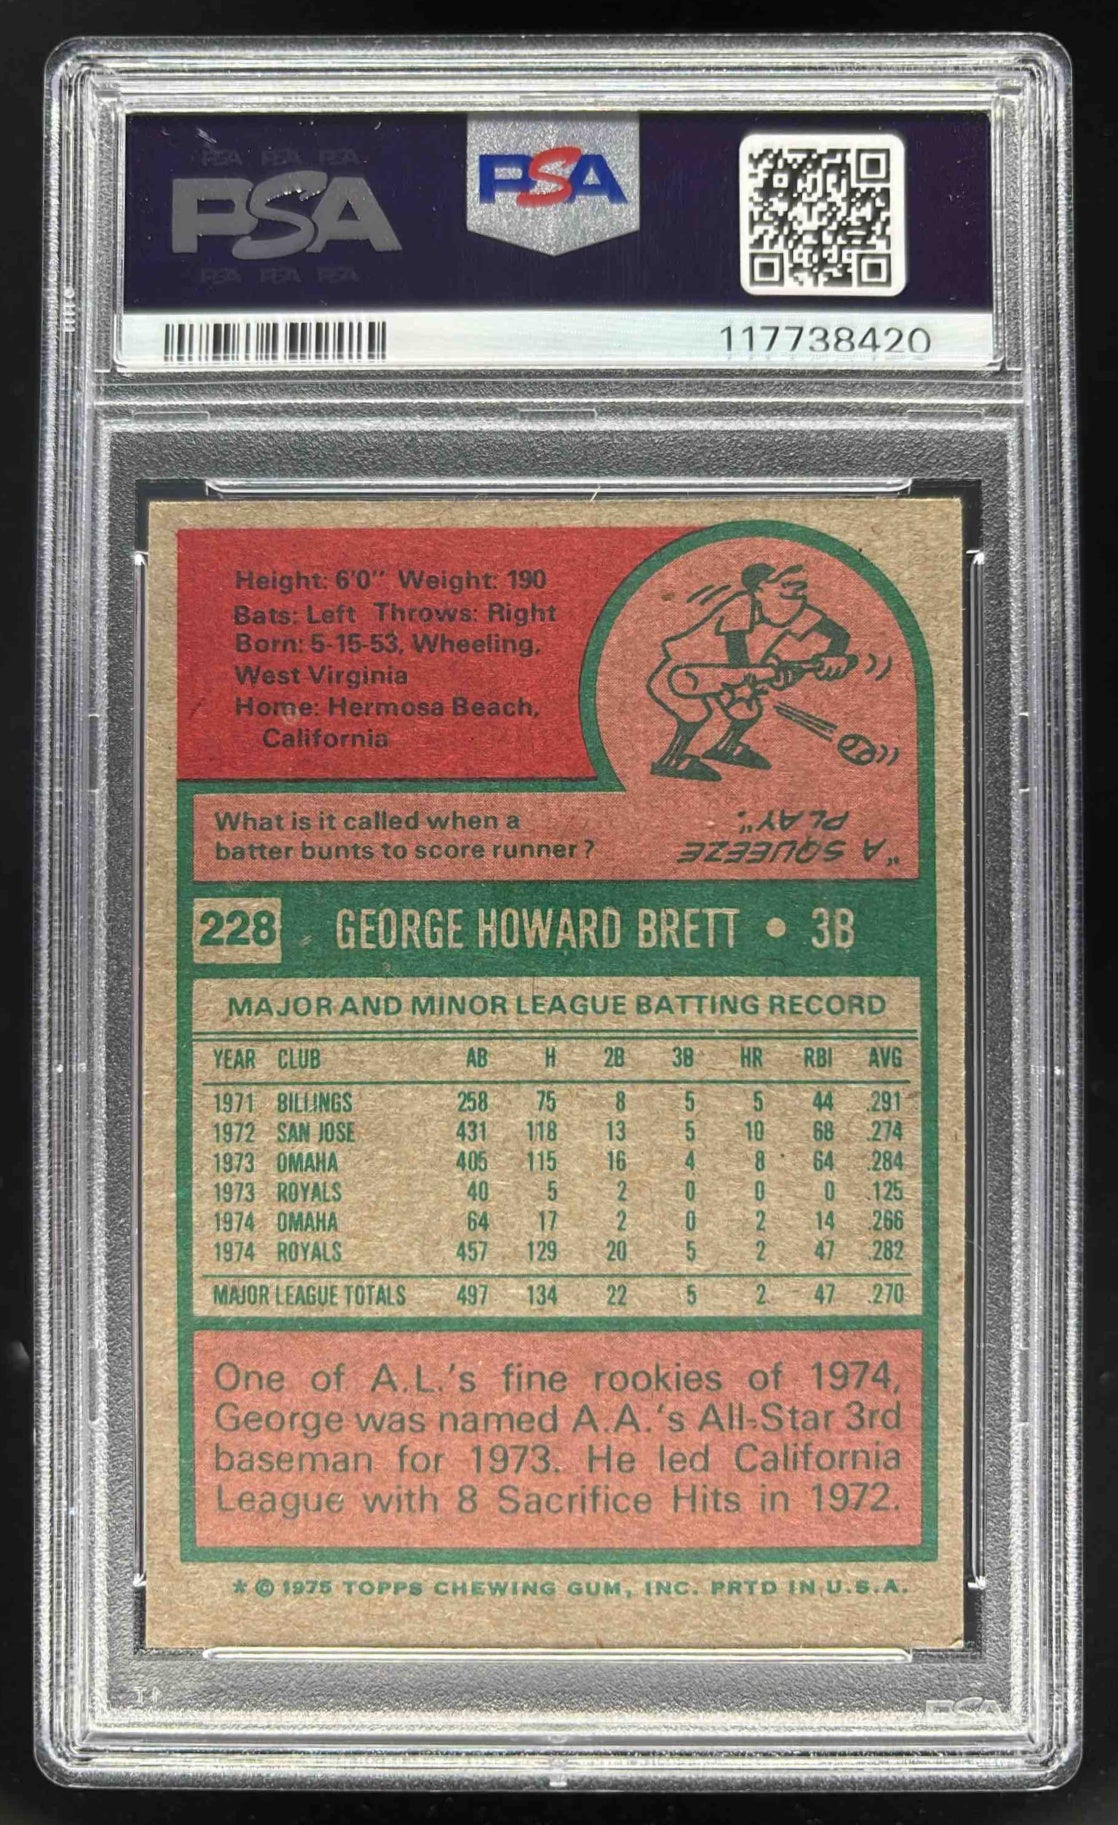 PSA PSA PSA
PSA
PSA PSA PSA
PSA
117738420
Height: 6'0" Weight: 190
Bats: Left Throws: Right
Born: 5-15-53, Wheeling,
West Virginia
Home: Hermosa Beach,
California
What is it called when a
batter bunts to score runner?
"A SQUEEZE
PLAY".
228 GEORGE HOWARD BRETT • 3B
MAJOR AND MINOR LEAGUE BATTING RECORD
YEAR CLUB AB H 2B 3B HR RBI AVG
1971 BILLINGS 258 75 8 5 5 44 .291
1972 SAN JOSE 431 118 13 5 10 68 .274
1973 OMAHA 405 115 16 4 8 64 .284
1973 ROYALS 40 5 2 0 0 0 .125
1974 OMAHA 64 17 2 0 2 14 .266
1974 ROYALS 457 129 20 5 2 47 .282
MAJOR LEAGUE TOTALS 497 134 22 5 2 47 .270
One of A.L.'s fine rookies of 1974,
George was named A.A.'s All-Star 3rd
baseman for 1973. He led California
League with 8 Sacrifice Hits in 1972.
* © 1975 TOPPS CHEWING GUM, INC. PRTD IN U.S.A.
PSA